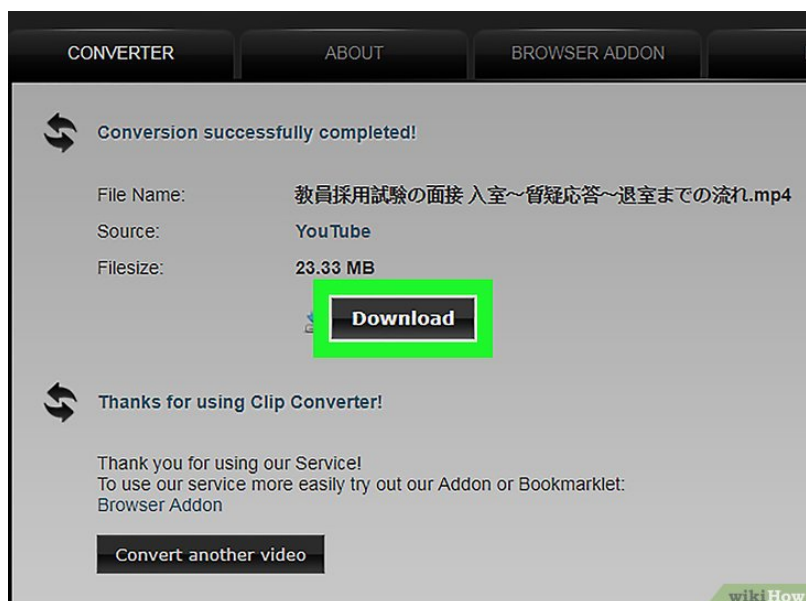 CONVERTER
ABOUT
BROWSER ADDON
Conversion successfully completed!
File Name: 教員採用試験の面接 入室～質疑応答～退室までの流れ.mp4
Source: YouTube
Filesize: 23.33 MB
Download
Thanks for using Clip Converter!
Thank you for using our Service!
To use our service more easily try out our Addon or Bookmarklet:
Browser Addon
Convert another video
wikiHow